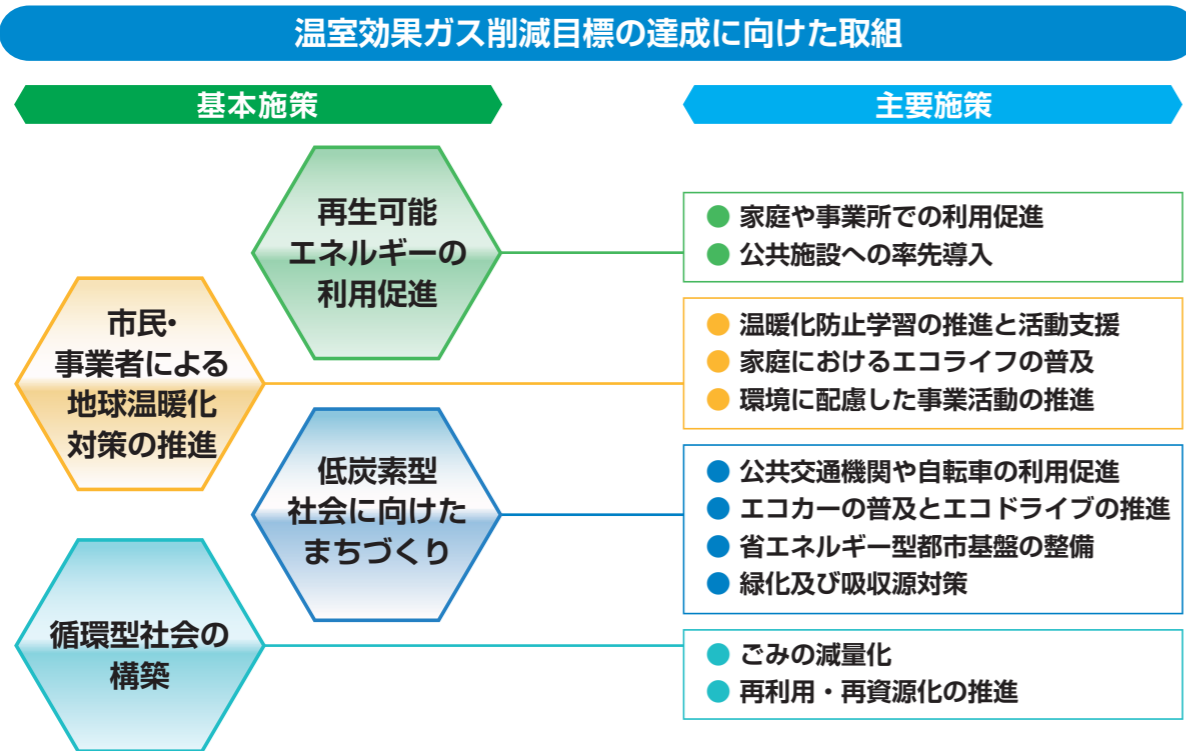 温室効果ガス削減目標の達成に向けた取組
基本施策
主要施策
再生可能
エネルギーの
利用促進
● 家庭や事業所での利用促進
● 公共施設への率先導入
市民・
事業者による
地球温暖化
対策の推進
● 温暖化防止学習の推進と活動支援
● 家庭におけるエコライフの普及
● 環境に配慮した事業活動の推進
低炭素型
社会に向けた
まちづくり
● 公共交通機関や自転車の利用促進
● エコカーの普及とエコドライブの推進
● 省エネルギー型都市基盤の整備
● 緑化及び吸収源対策
循環型社会の
構築
● ごみの減量化
● 再利用・再資源化の推進